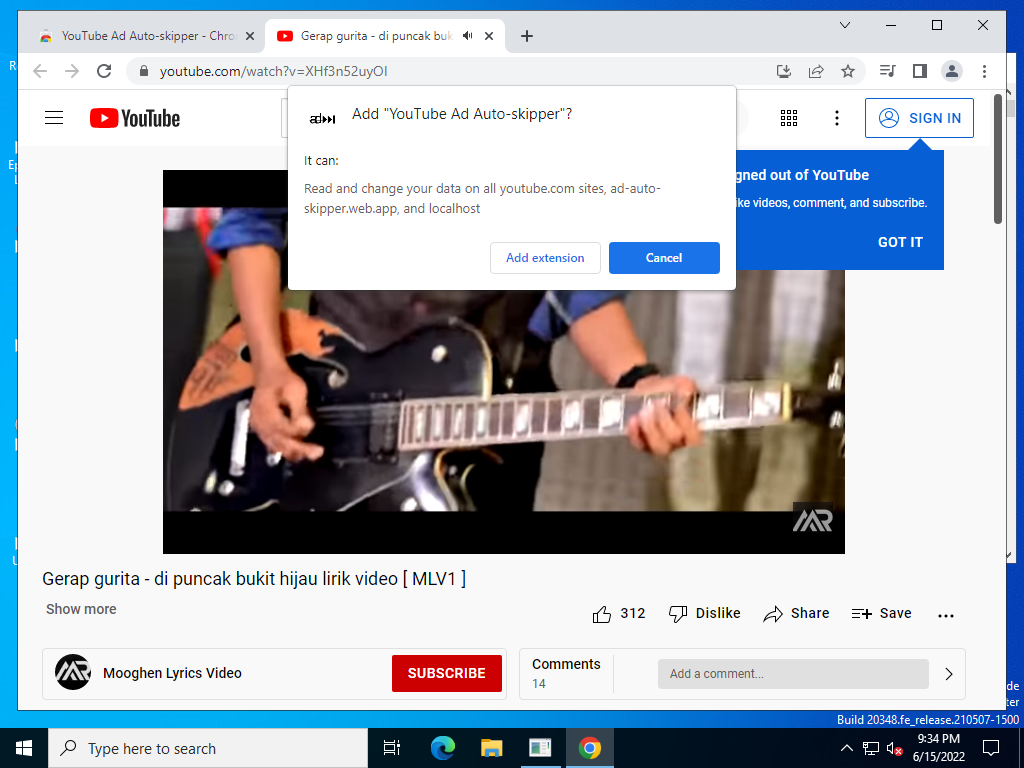 YouTube Ad Auto-skipper - Chro
Gerap gurita - di puncak buk
youtube.com/watch?v=XHf3n52uyOI
YouTube
SIGN IN
Add "YouTube Ad Auto-skipper"?
It can:
Read and change your data on all youtube.com sites, ad-auto-
skipper.web.app, and localhost
Add extension
Cancel
gned out of YouTube
ike videos, comment, and subscribe.
GOT IT
Gerap gurita - di puncak bukit hijau lirik video [ MLV1 ]
Show more
312
Dislike
Share
Save
Mooghen Lyrics Video
SUBSCRIBE
Comments
14
Add a comment...
Build 20348.fe_release.210507-1500
Type here to search
9:34 PM
6/15/2022